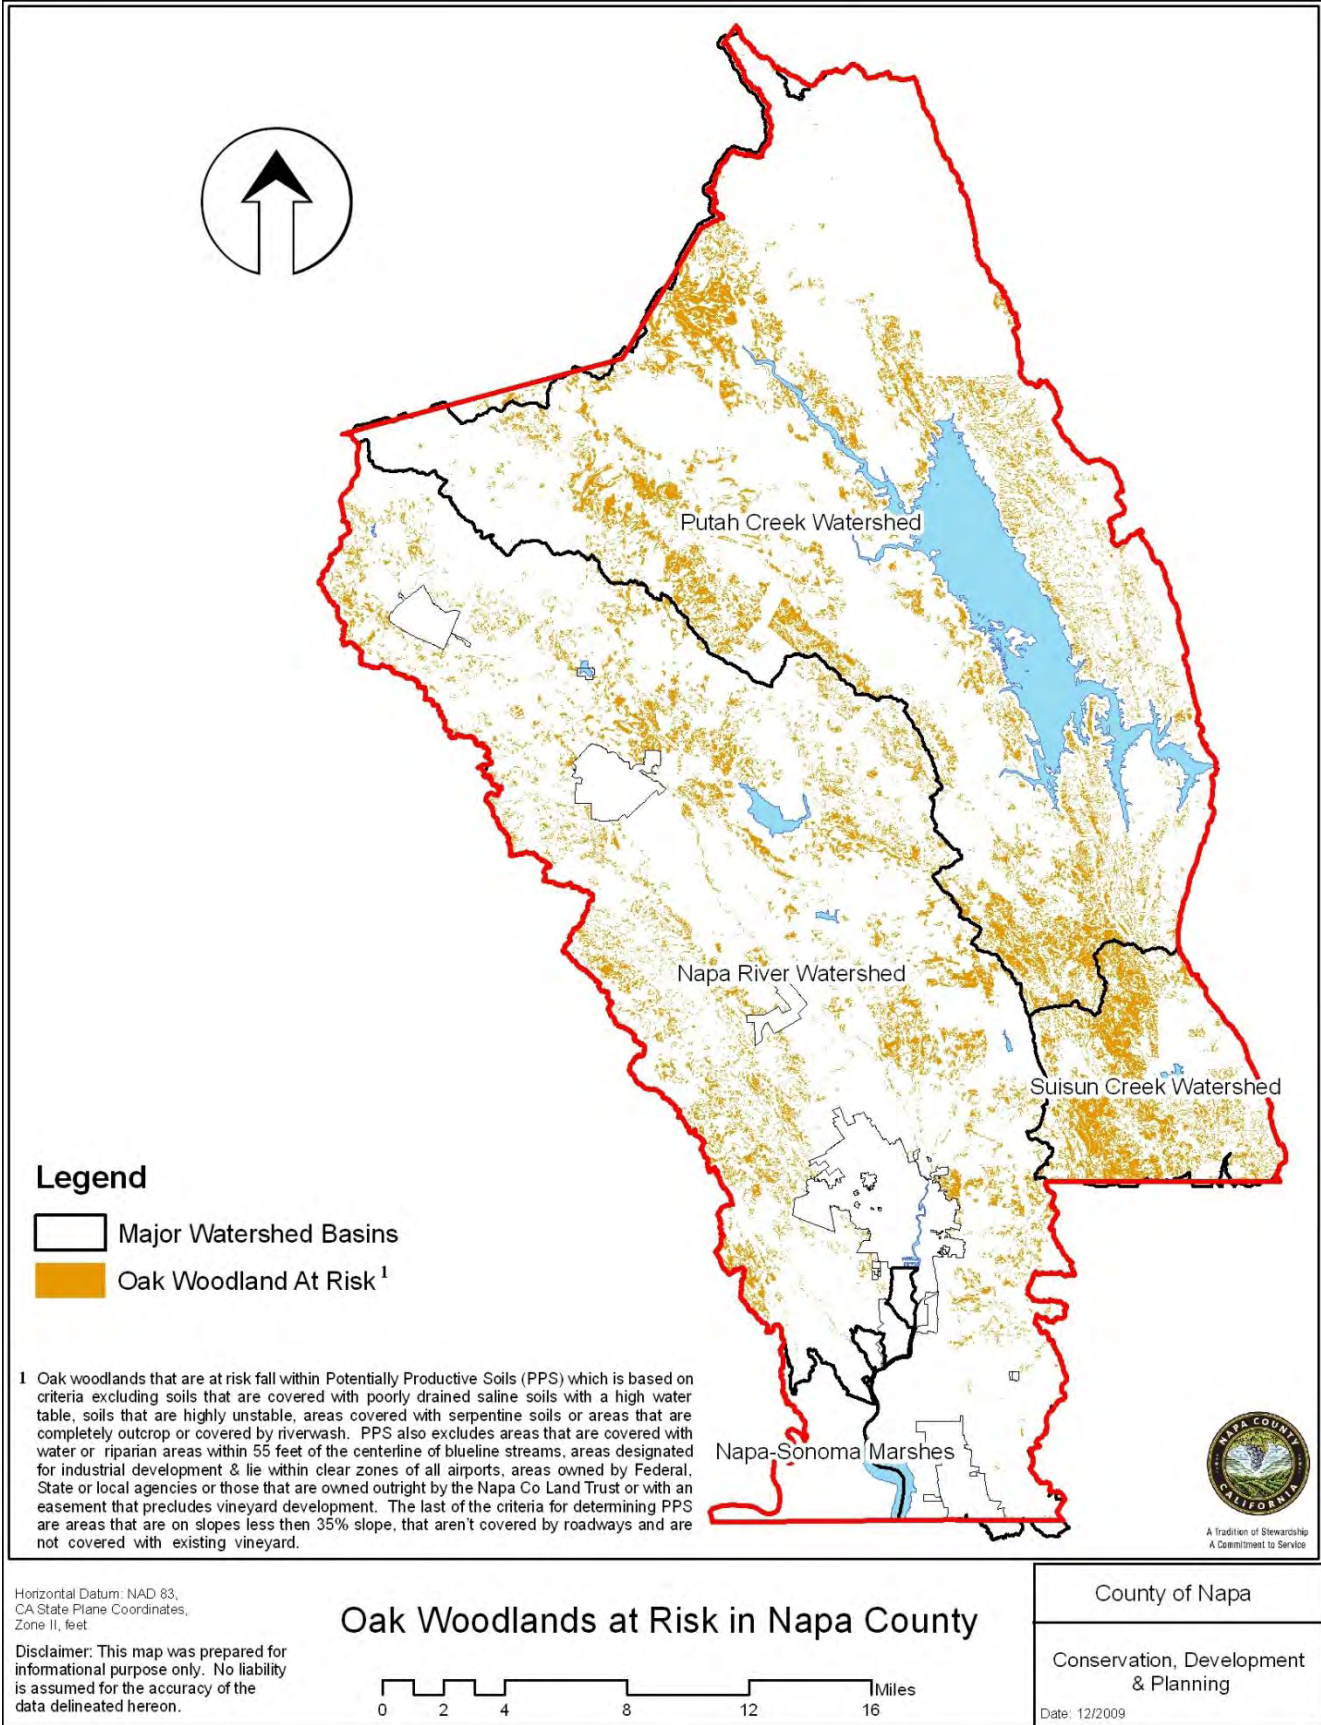 Putah Creek Watershed
Napa River Watershed
Suisun Creek Watershed
Napa-Sonoma Marshes
Legend
Major Watershed Basins
Oak Woodland At Risk 1
1 Oak woodlands that are at risk fall within Potentially Productive Soils (PPS) which is based on
criteria excluding soils that are covered with poorly drained saline soils with a high water
table, soils that are highly unstable, areas covered with serpentine soils or areas that are
completely outcrop or covered by riverwash. PPS also excludes areas that are covered with
water or riparian areas within 55 feet of the centerline of blueline streams, areas designated
for industrial development & lie within clear zones of all airports, areas owned by Federal,
State or local agencies or those that are owned outright by the Napa Co Land Trust or with an
easement that precludes vineyard development. The last of the criteria for determining PPS
are areas that are on slopes less then 35% slope, that aren't covered by roadways and are
not covered with existing vineyard.
NAPA COUNTY
CALIFORNIA
A Tradition of Stewardship
A Commitment to Service
Horizontal Datum: NAD 83,
CA State Plane Coordinates,
Zone II, feet
Disclaimer: This map was prepared for
informational purpose only. No liability
is assumed for the accuracy of the
data delineated hereon.
Oak Woodlands at Risk in Napa County
Miles
0 2 4 8 12 16
County of Napa
Conservation, Development
& Planning
Date: 12/2009